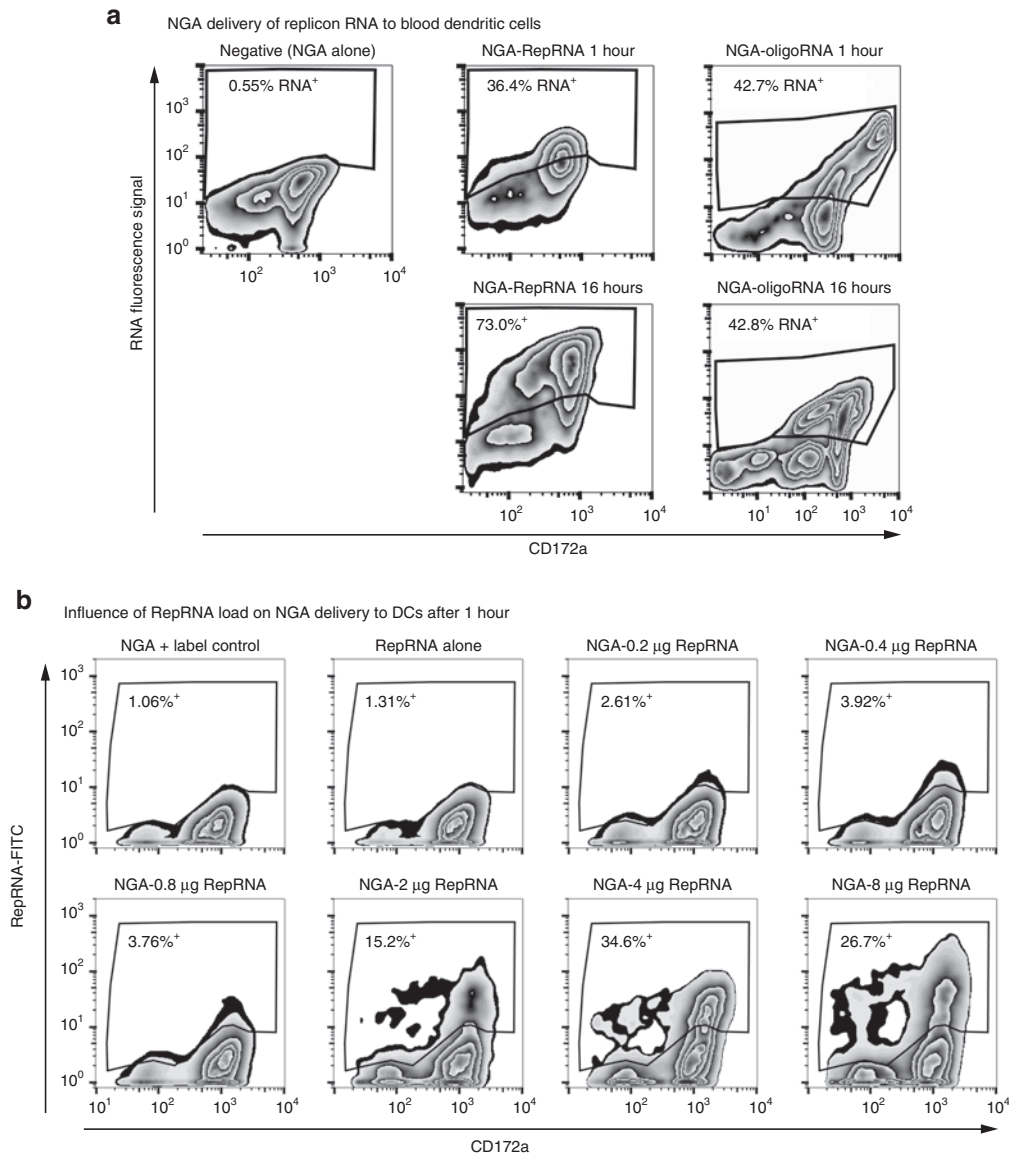 a
NGA delivery of replicon RNA to blood dendritic cells
Negative (NGA alone)
NGA-RepRNA 1 hour
NGA-oligoRNA 1 hour
0.55% RNA⁺
36.4% RNA⁺
42.7% RNA⁺
10³
10²
10¹
10⁰
10² 10³ 10⁴
RNA fluorescence signal
NGA-RepRNA 16 hours
NGA-oligoRNA 16 hours
73.0%⁺
42.8% RNA⁺
10² 10³ 10⁴
10¹ 10² 10³ 10⁴
CD172a
b
Influence of RepRNA load on NGA delivery to DCs after 1 hour
NGA + label control
RepRNA alone
NGA-0.2 μg RepRNA
NGA-0.4 μg RepRNA
1.06%⁺
1.31%⁺
2.61%⁺
3.92%⁺
10³
10²
10¹
10⁰
RepRNA-FITC
NGA-0.8 μg RepRNA
NGA-2 μg RepRNA
NGA-4 μg RepRNA
NGA-8 μg RepRNA
3.76%⁺
15.2%⁺
34.6%⁺
26.7%⁺
10³
10²
10¹
10⁰
10¹ 10² 10³ 10⁴
10² 10³ 10⁴
10² 10³ 10⁴
10² 10³ 10⁴
CD172a